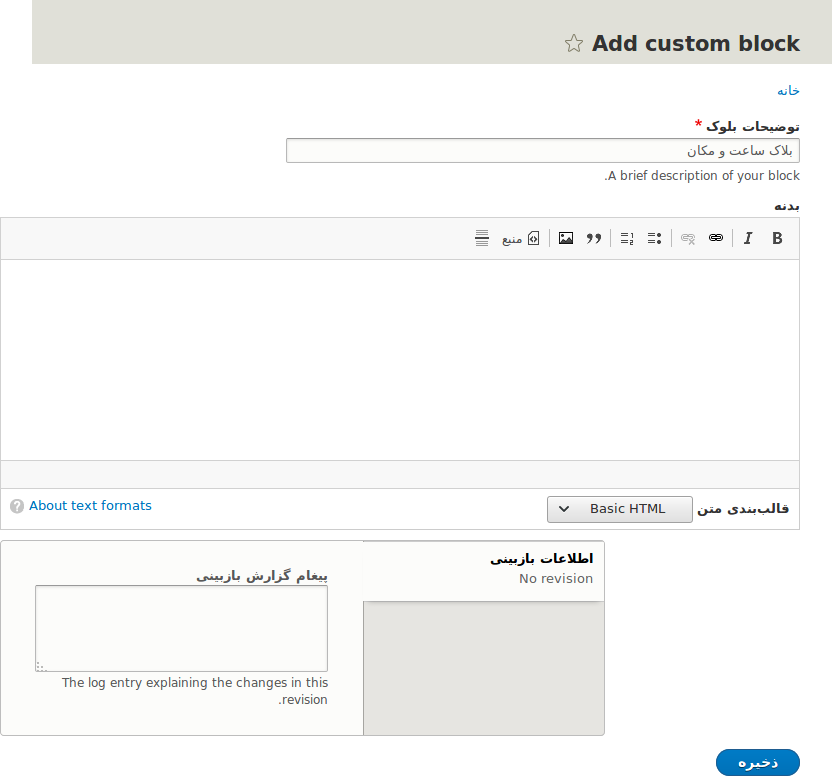 Add custom block
خانه
توضیحات بلوک *
بلاک ساعت و مکان
A brief description of your block.
بدنه
B I منبع
قالب‌بندی متن Basic HTML
? About text formats
اطلاعات بازبینی
No revision
پیغام گزارش بازبینی
The log entry explaining the changes in this
revision.
ذخیره